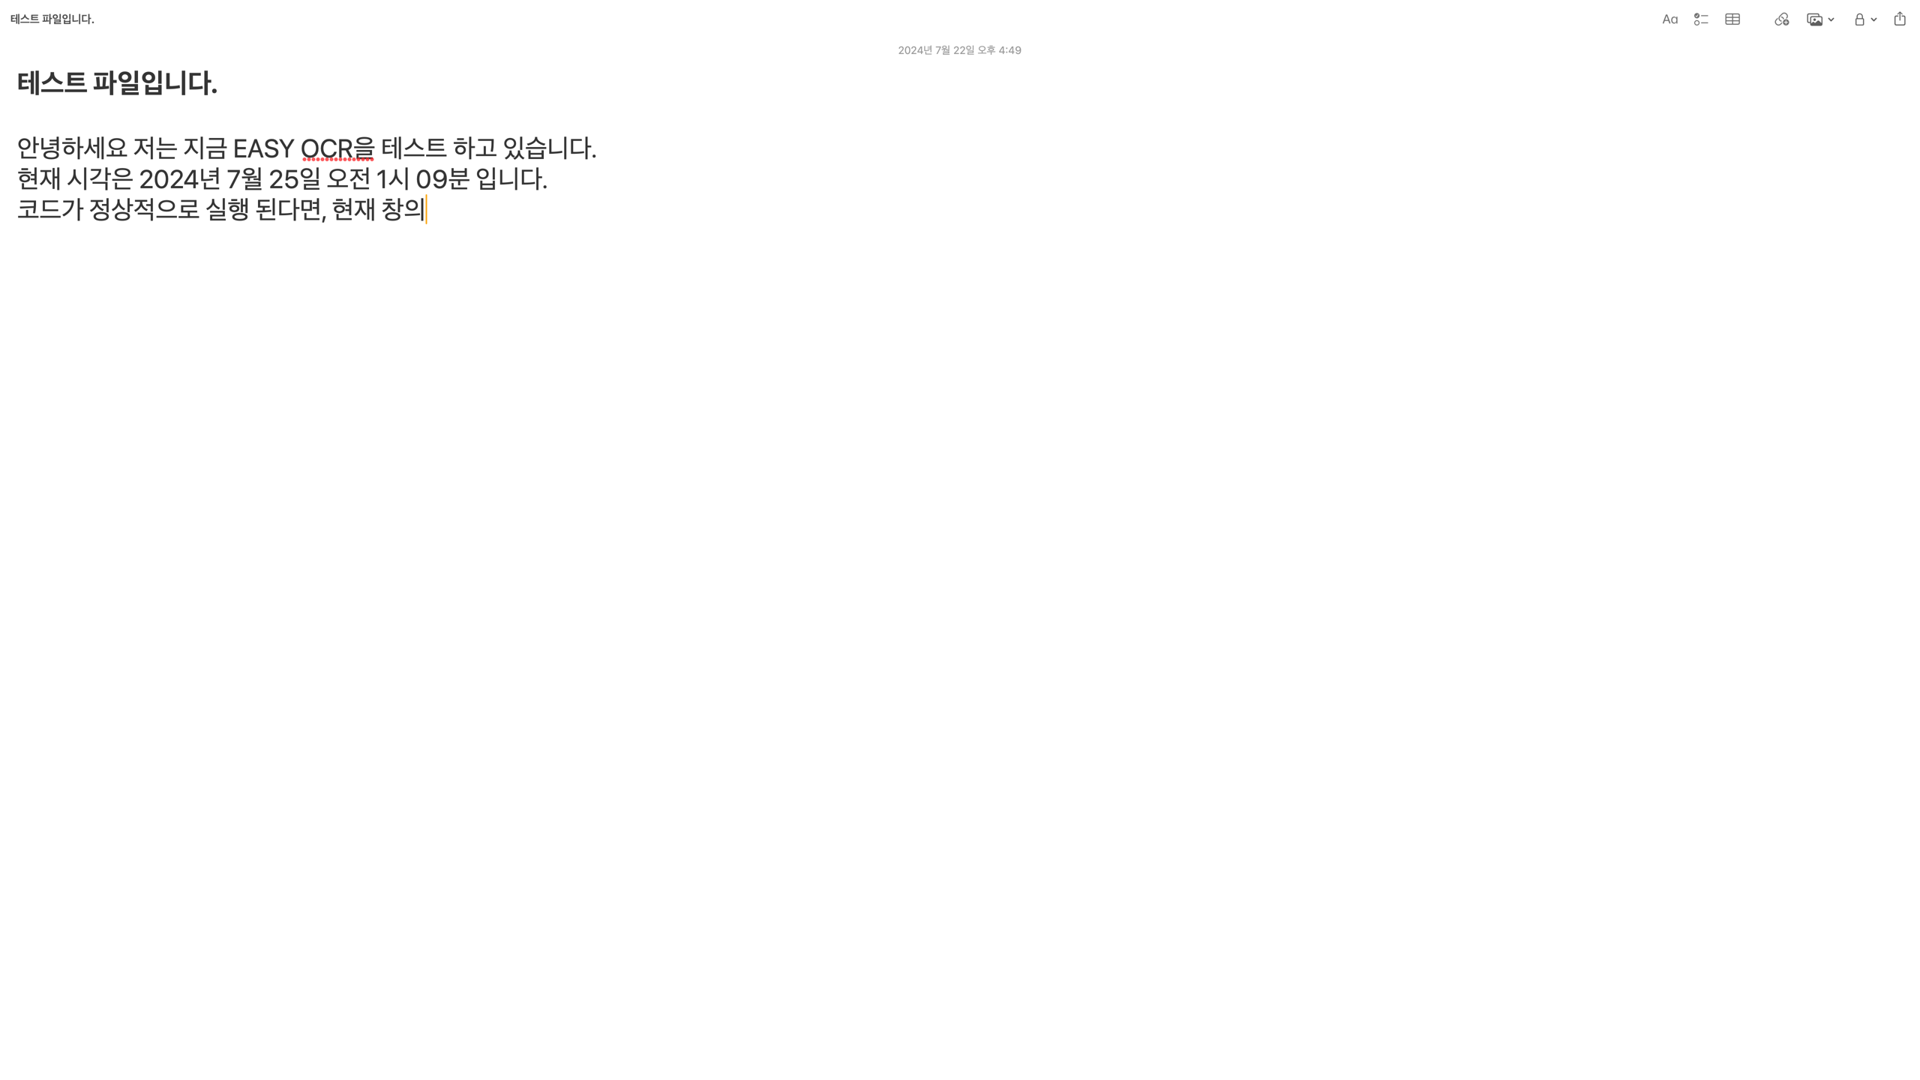 테스트 파일입니다.
Aa
2024년 7월 22일 오후 4:49
테스트 파일입니다.
안녕하세요 저는 지금 EASY OCR을 테스트 하고 있습니다.
현재 시각은 2024년 7월 25일 오전 1시 09분 입니다.
코드가 정상적으로 실행 된다면, 현재 창의